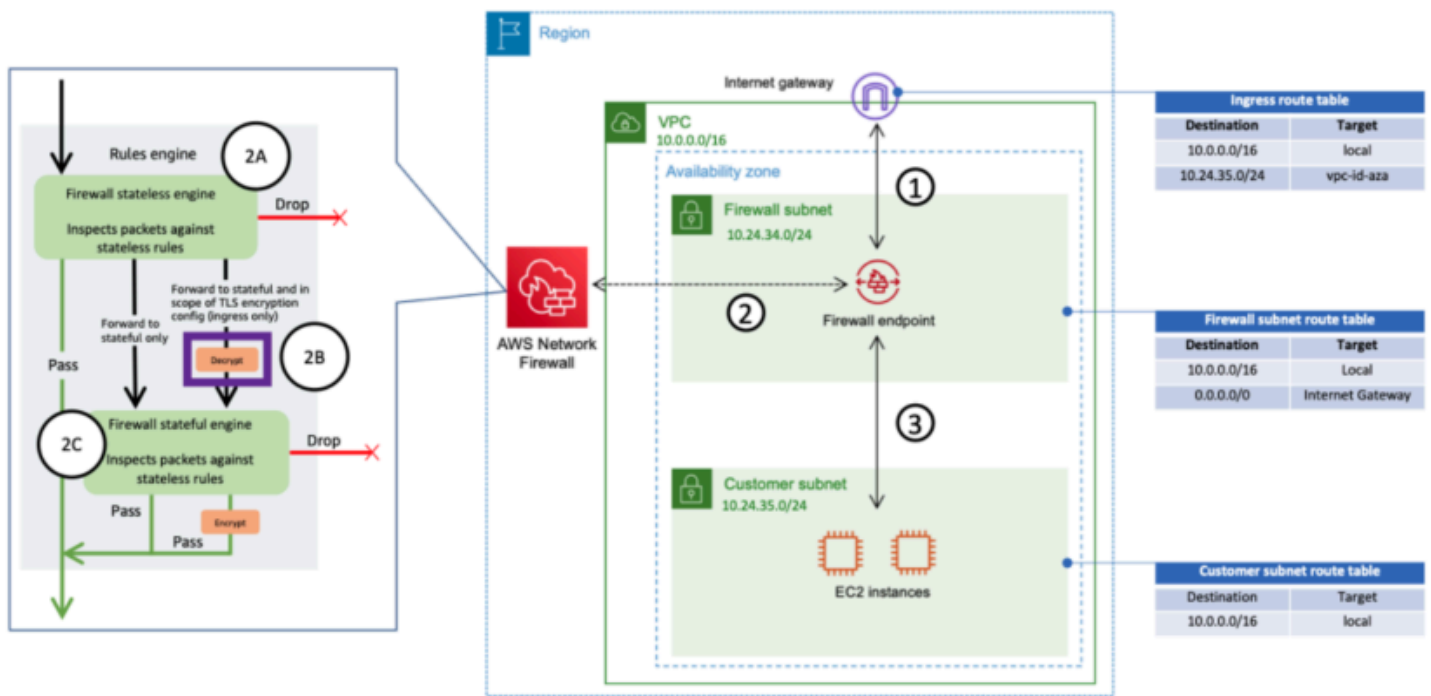 Region
Internet gateway
VPC
10.0.0.0/16
Availability zone
1
Firewall subnet
10.24.34.0/24
2
Firewall endpoint
AWS Network
Firewall
3
Customer subnet
10.24.35.0/24
EC2 instances
Rules engine
2A
Firewall stateless engine
Inspects packets against
stateless rules
Drop
Forward to stateful and in
scope of TLS encryption
config (ingress only)
Forward to
stateful only
Pass
Decrypt
2B
2C
Firewall stateful engine
Inspects packets against
stateless rules
Drop
Pass
Encrypt
Pass
Ingress route table
Destination Target
10.0.0.0/16 local
10.24.35.0/24 vpc-id-aza
Firewall subnet route table
Destination Target
10.0.0.0/16 Local
0.0.0.0/0 Internet Gateway
Customer subnet route table
Destination Target
10.0.0.0/16 local